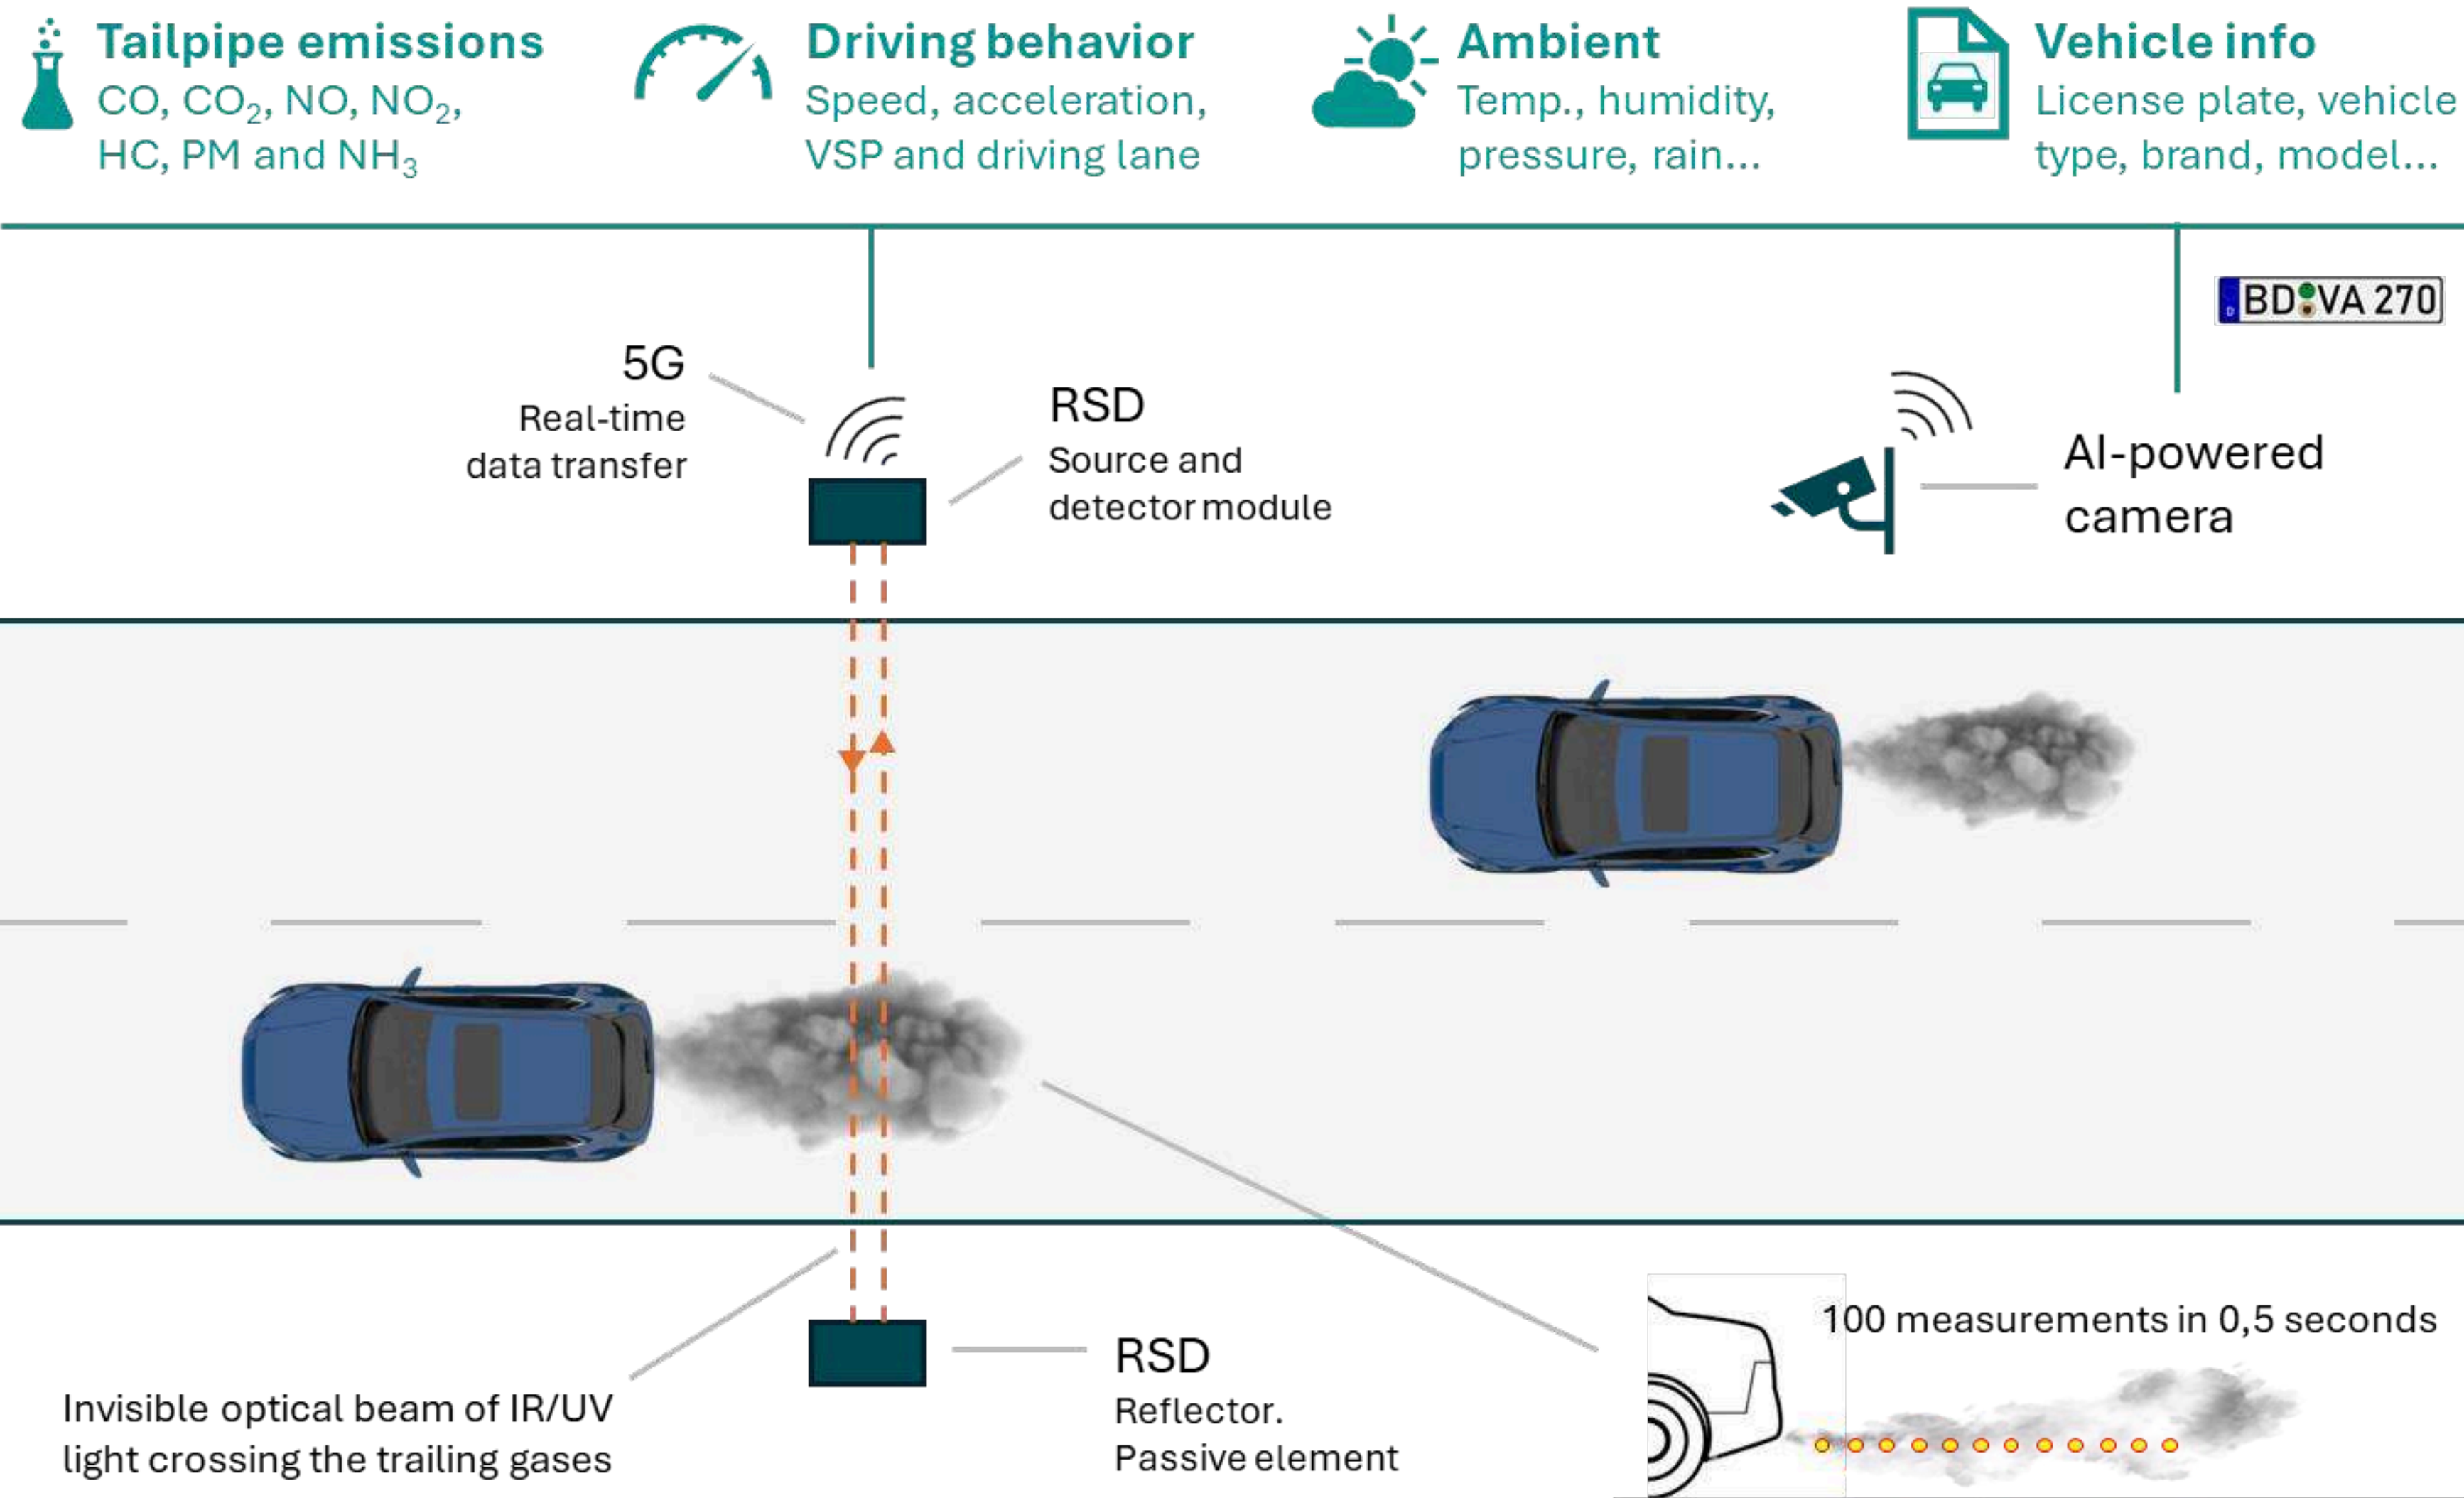 Tailpipe emissions
CO, CO₂, NO, NO₂,
HC, PM and NH₃
Driving behavior
Speed, acceleration,
VSP and driving lane
Ambient
Temp., humidity,
pressure, rain...
Vehicle info
License plate, vehicle
type, brand, model...
D BD VA 270
5G
Real-time
data transfer
RSD
Source and
detector module
AI-powered
camera
100 measurements in 0,5 seconds
RSD
Reflector.
Passive element
Invisible optical beam of IR/UV
light crossing the trailing gases